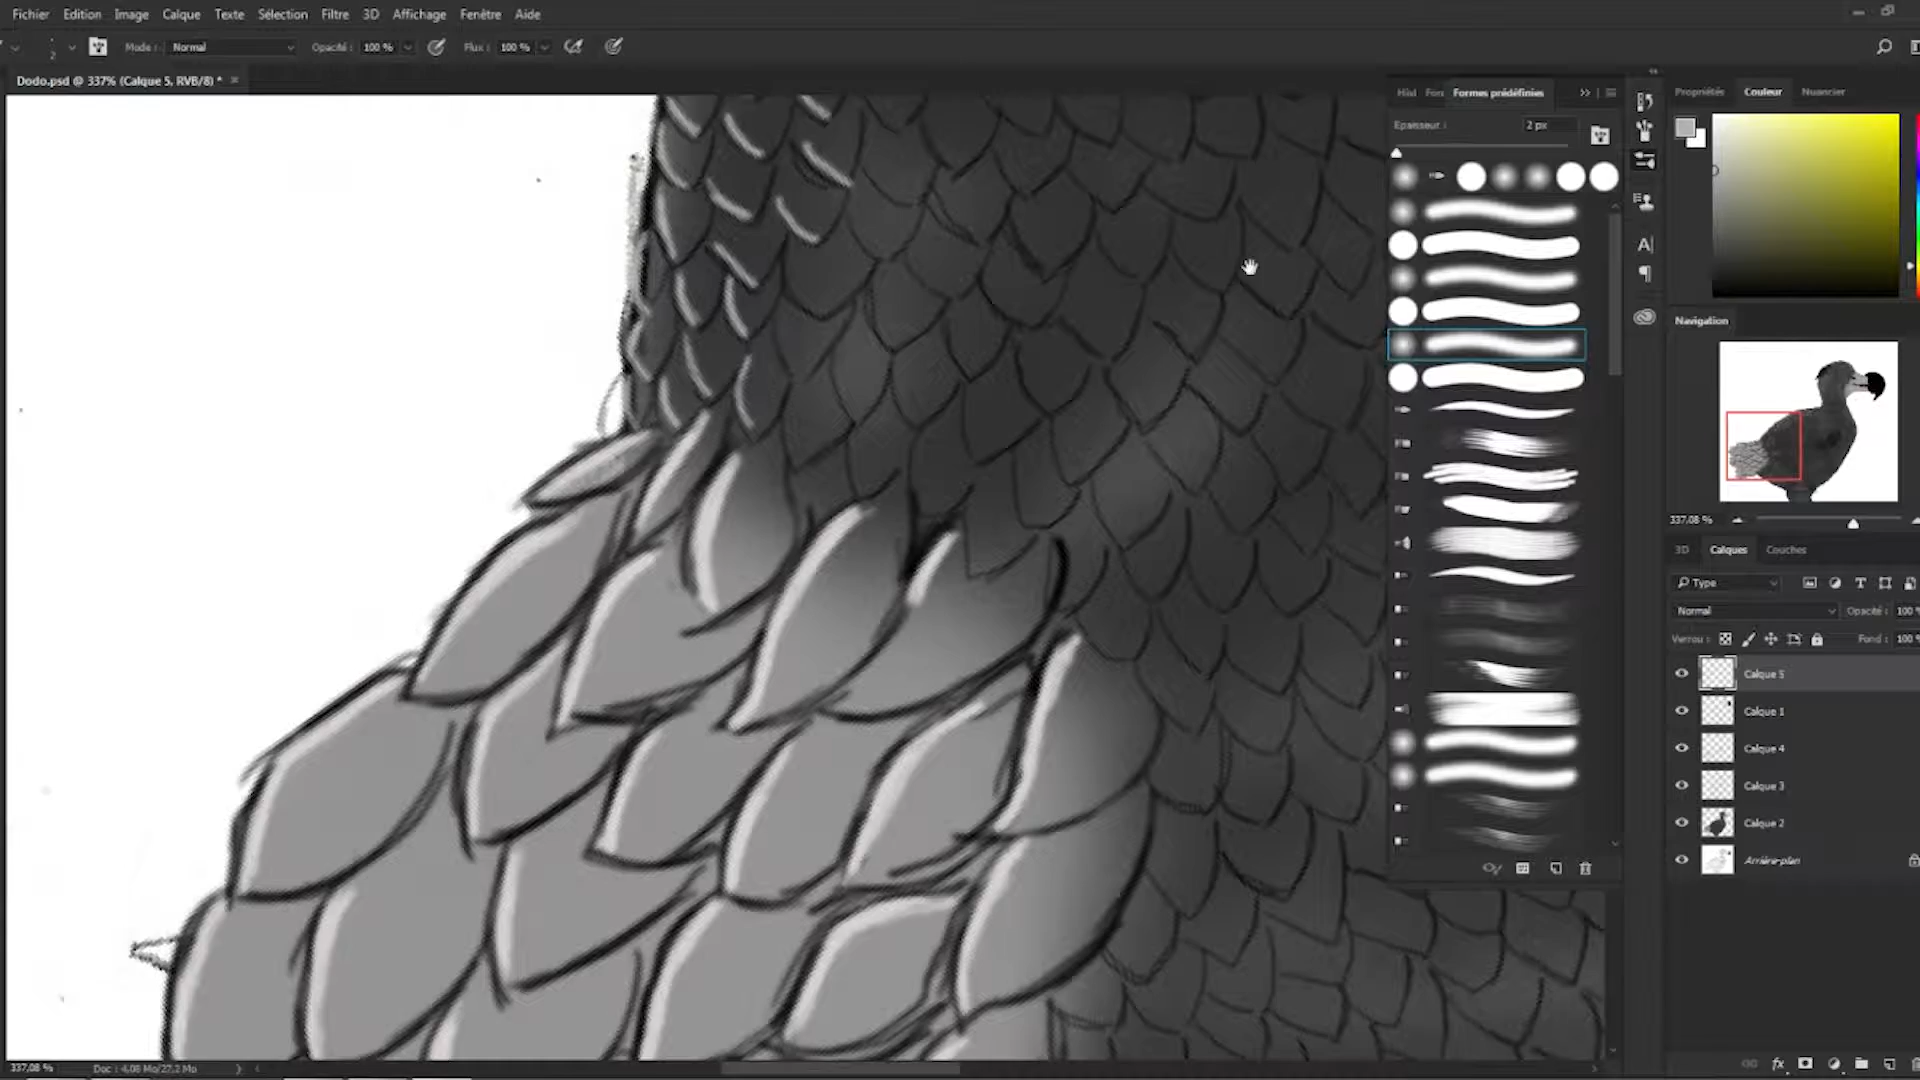 Fichier Edition Image Calque Texte Sélection Filtre 3D Affichage Fenêtre Aide
2 Mode : Normal Opacité : 100 % Flux : 100 %
Dodo.psd @ 337% (Calque 5, RVB/8) *
Hist Fon Formes prédéfinies
Epaisseur : 2 px
Propriétés Couleur Nuancier
Navigation
337,08 %
3D Calques Couches
Type
Normal Opacité : 100 %
Verrou : Fond : 100 %
Calque 5
Calque 1
Calque 4
Calque 3
Calque 2
Arrière-plan
337,08 % Doc : 4,08 Mo/27,2 Mo